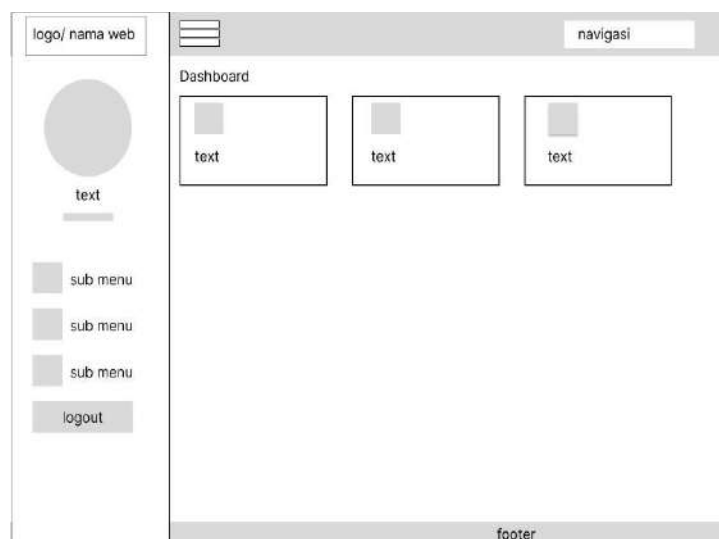 logo/ nama web
navigasi
Dashboard
text
text
text
text
sub menu
sub menu
sub menu
logout
footer